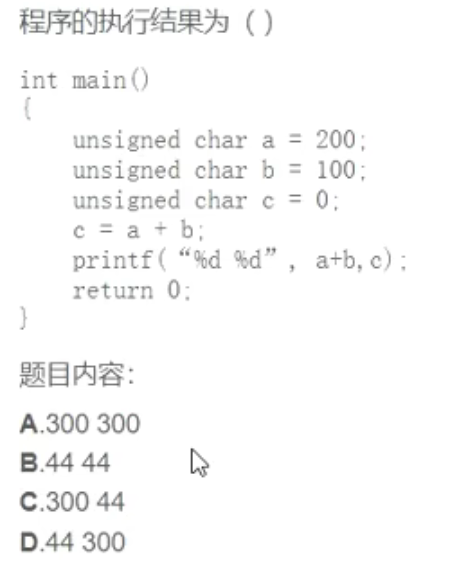 程序的执行结果为（ ）
int main()
{
    unsigned char a = 200;
    unsigned char b = 100;
    unsigned char c = 0;
    c = a + b;
    printf(“%d %d”, a+b,c);
    return 0;
}
题目内容：
A.300 300
B.44 44
C.300 44
D.44 300